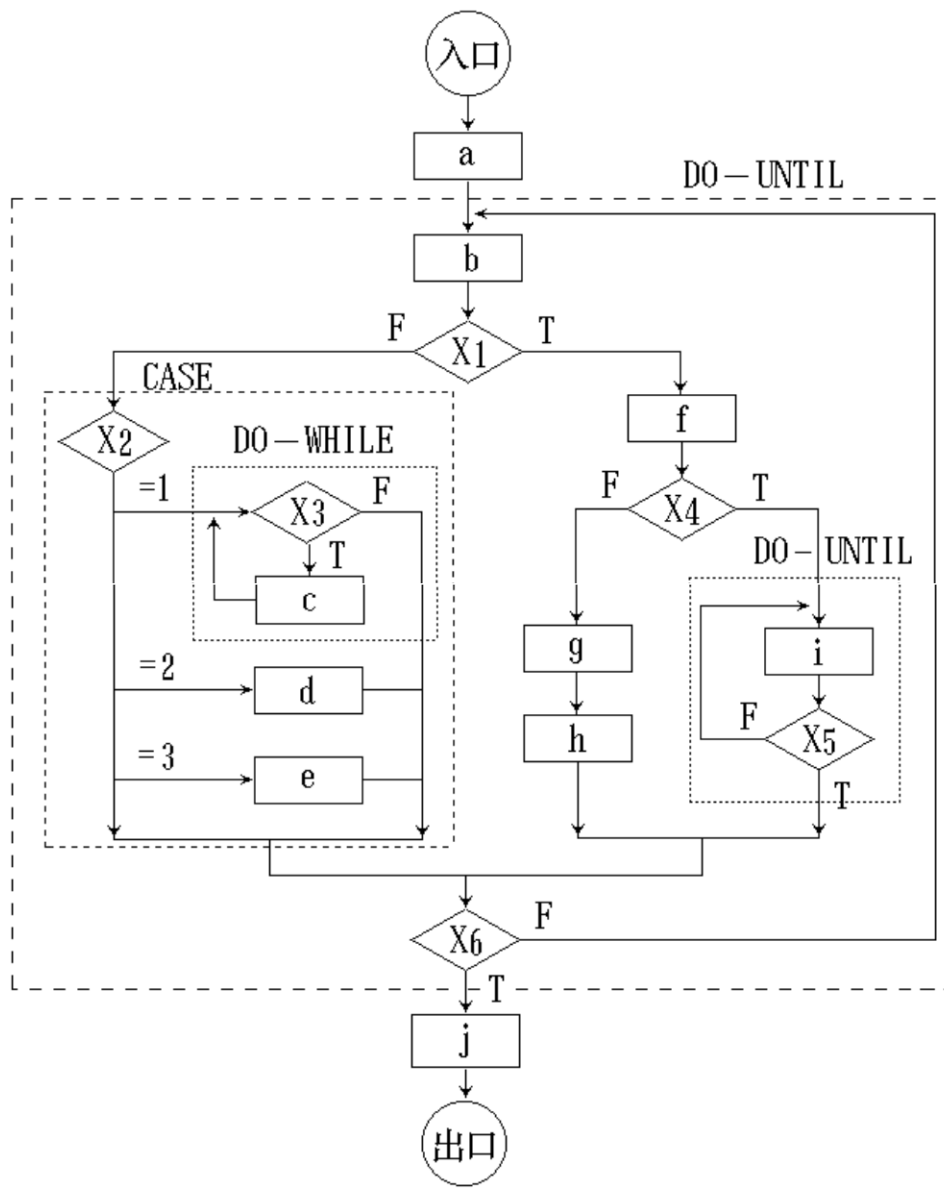 入口
a
DO-UNTIL
b
F
X1
T
CASE
f
X2
DO-WHILE
F
X4
T
=1
X3
F
T
DO-UNTIL
c
g
i
=2
d
F
X5
h
=3
e
T
X6
F
T
j
出口